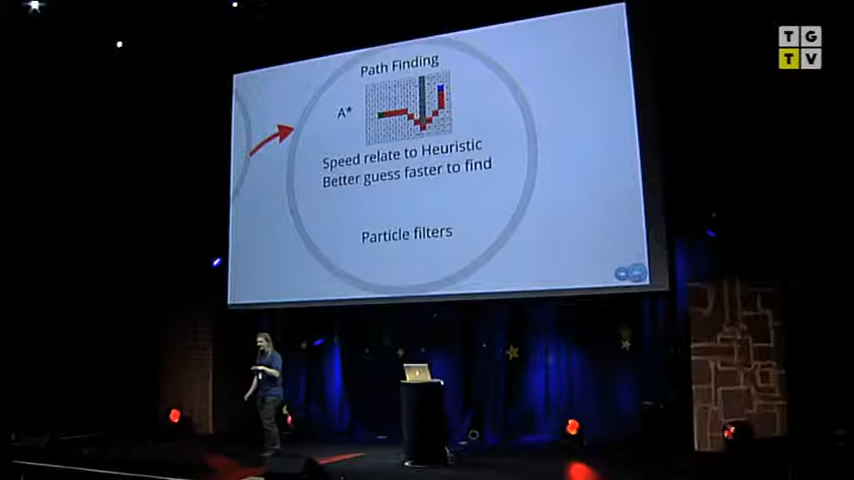 TG
TV
Path Finding
A*
Speed relate to Heuristic
Better guess faster to find
Particle filters